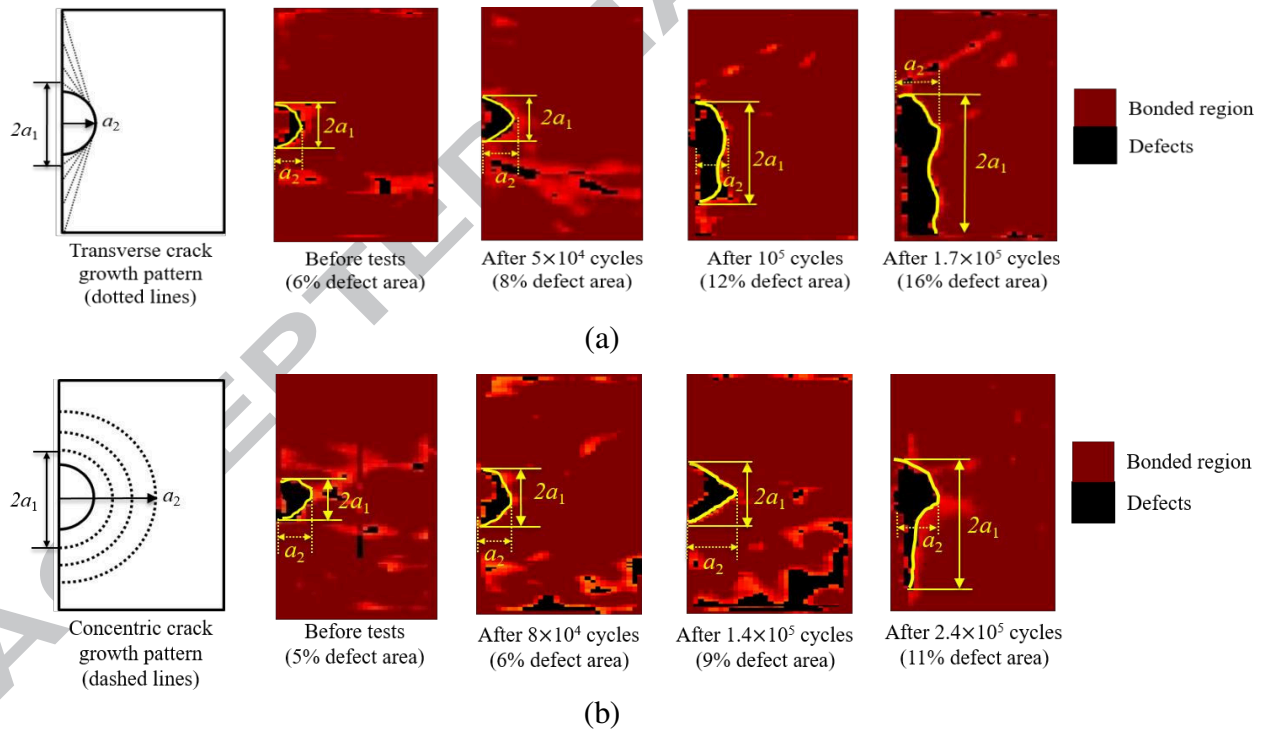 2a₁
a₂
Transverse crack
growth pattern
(dotted lines)
2a₁
a₂
Before tests
(6% defect area)
2a₁
a₂
After 5×10⁴ cycles
(8% defect area)
2a₁
a₂
After 10⁵ cycles
(12% defect area)
a₂
2a₁
After 1.7×10⁵ cycles
(16% defect area)
Bonded region
Defects
(a)
2a₁
a₂
Concentric crack
growth pattern
(dashed lines)
2a₁
a₂
Before tests
(5% defect area)
2a₁
a₂
After 8×10⁴ cycles
(6% defect area)
2a₁
a₂
After 1.4×10⁵ cycles
(9% defect area)
a₂
2a₁
After 2.4×10⁵ cycles
(11% defect area)
Bonded region
Defects
(b)